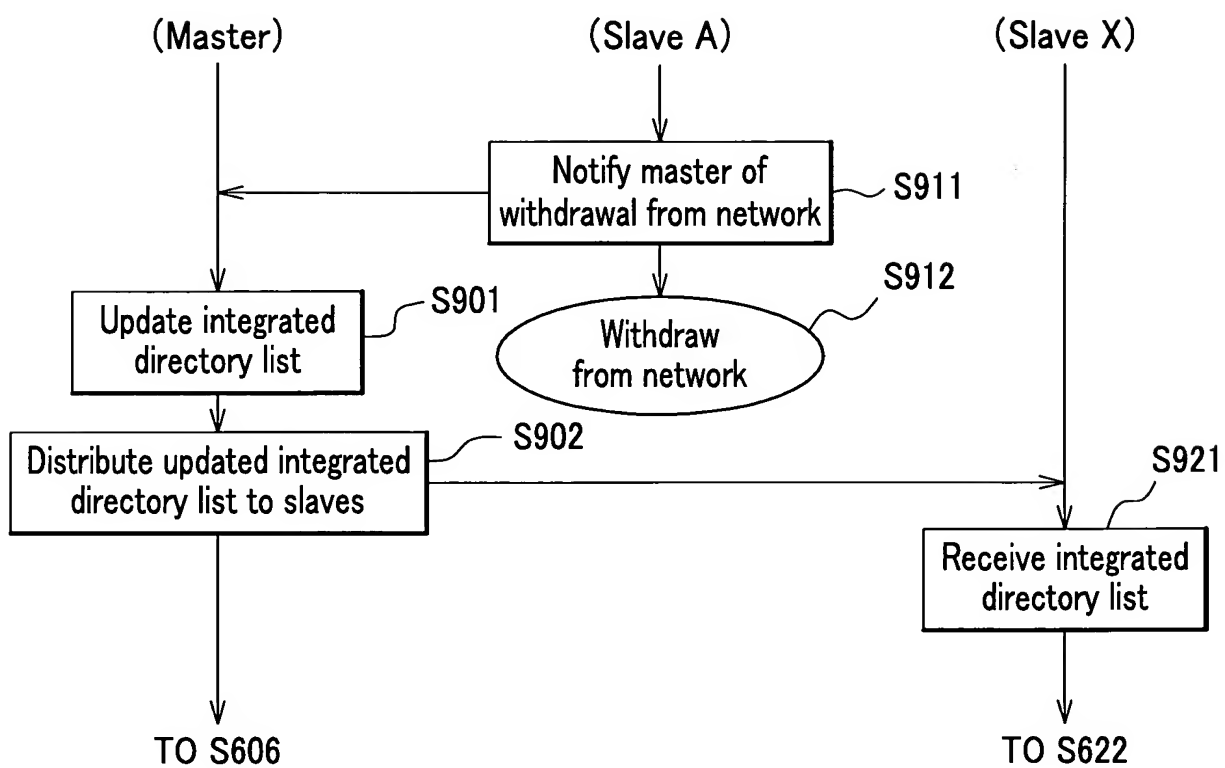 (Master)
(Slave A)
(Slave X)
Notify master of
withdrawal from network
S911
S912
Withdraw
from network
S901
Update integrated
directory list
S902
Distribute updated integrated
directory list to slaves
S921
Receive integrated
directory list
TO S606
TO S622